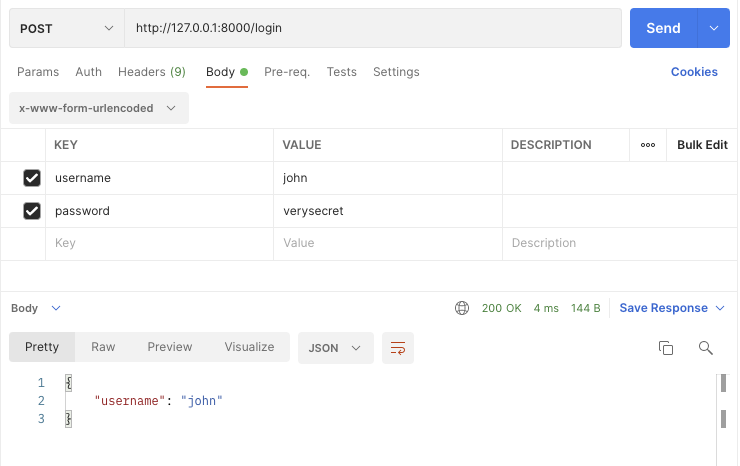 POST http://127.0.0.1:8000/login Send
Params Auth Headers (9) Body Pre-req. Tests Settings Cookies
x-www-form-urlencoded
KEY VALUE DESCRIPTION ooo Bulk Edit
username john
password verysecret
Key Value Description
Body 200 OK 4 ms 144 B Save Response
Pretty Raw Preview Visualize JSON
1 {
2 "username": "john"
3 }